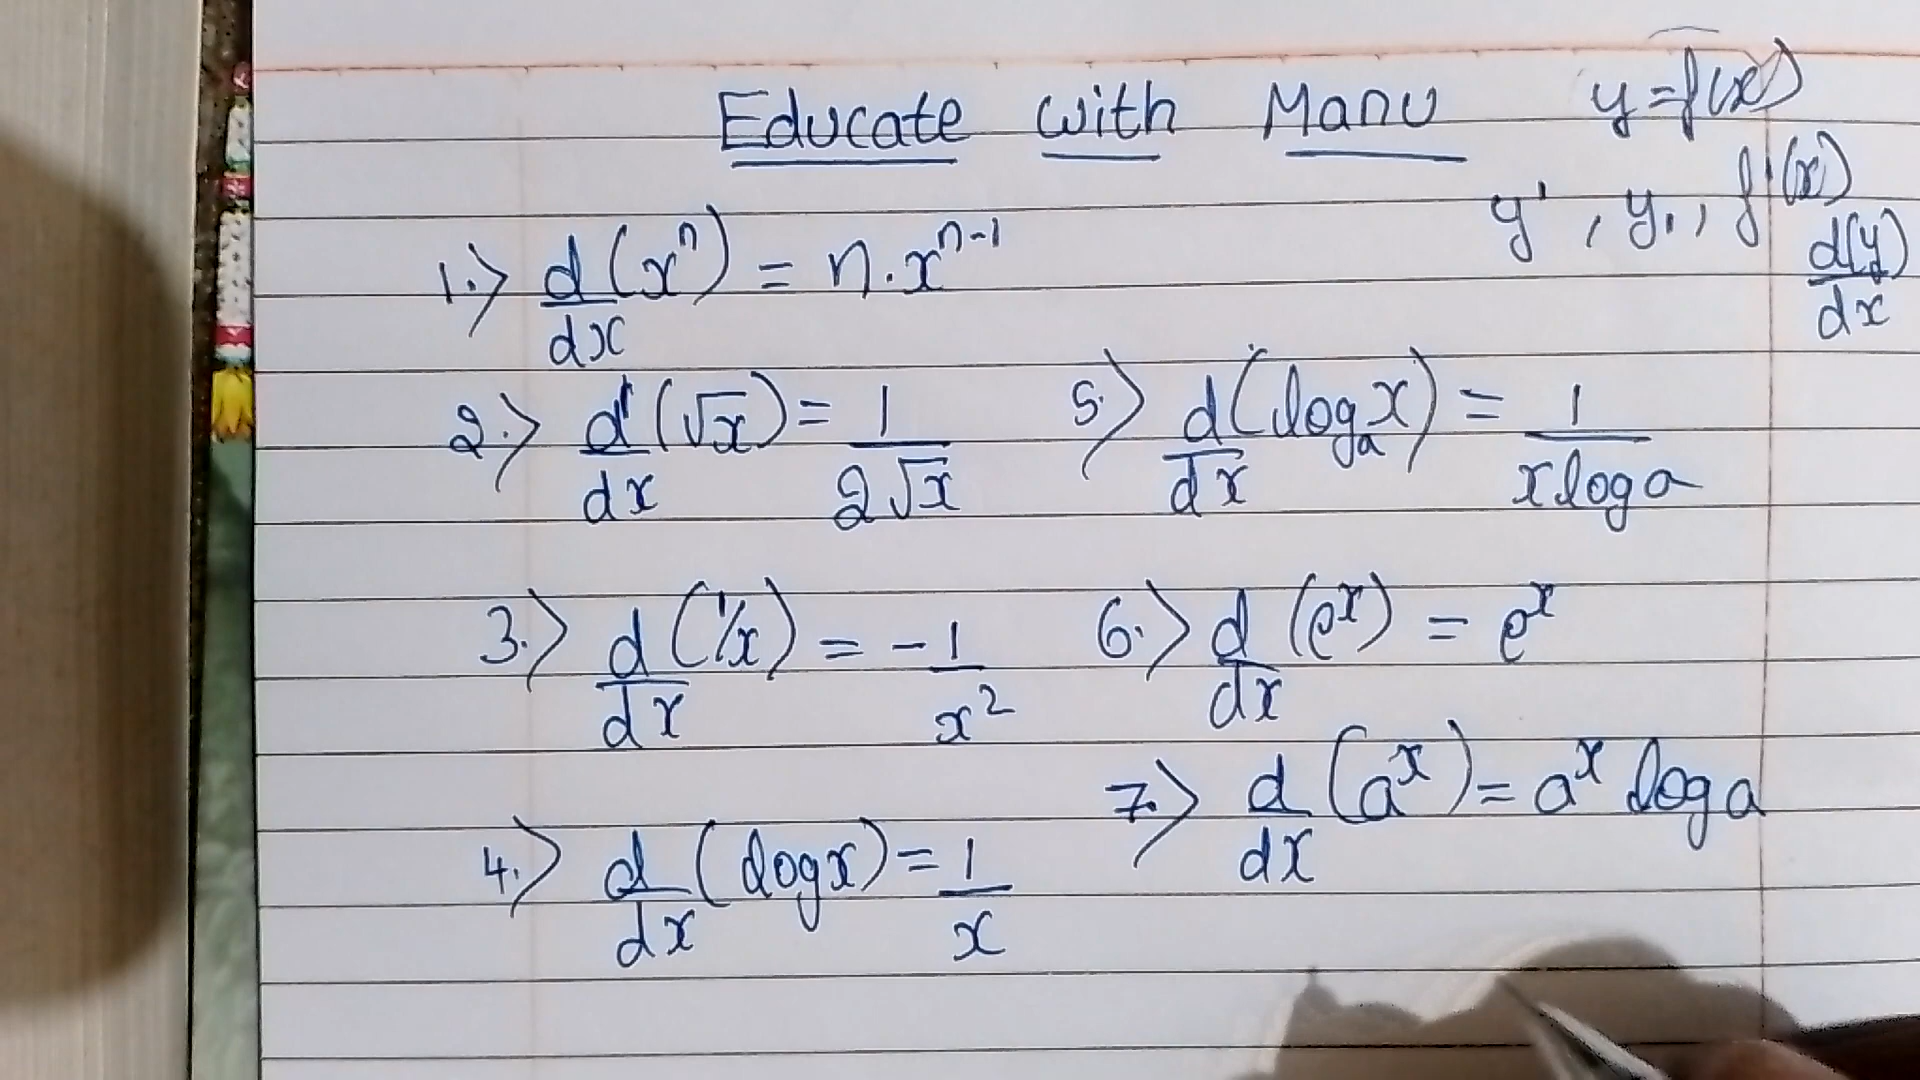 Educate with Manu
y = f(x)
y', y₁, f'(x)
d(y)/dx
1.) d/dx (xⁿ) = n.xⁿ⁻¹
2.) d/dx (√x) = 1/2√x
3.) d/dx (1/x) = -1/x²
4.) d/dx (log x) = 1/x
5.) d/dx (logₐx) = 1/x log a
6.) d/dx (eˣ) = eˣ
7.) d/dx (aˣ) = aˣ log a